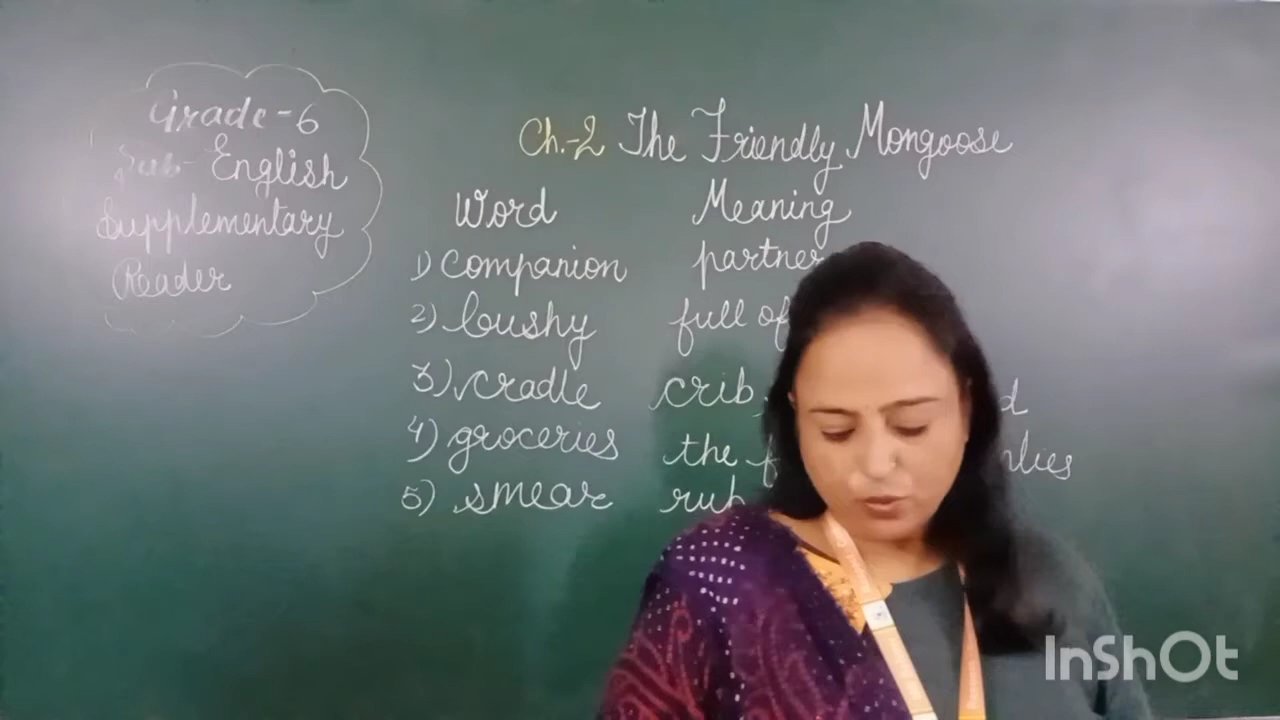 Grade-6
Sub- English
Supplementary
Reader
Ch.-2 The Friendly Mongoose
Word Meaning
1) companion partner
2) bushy full of
3) cradle crib,
4) groceries the
5) smear rub
InShOt